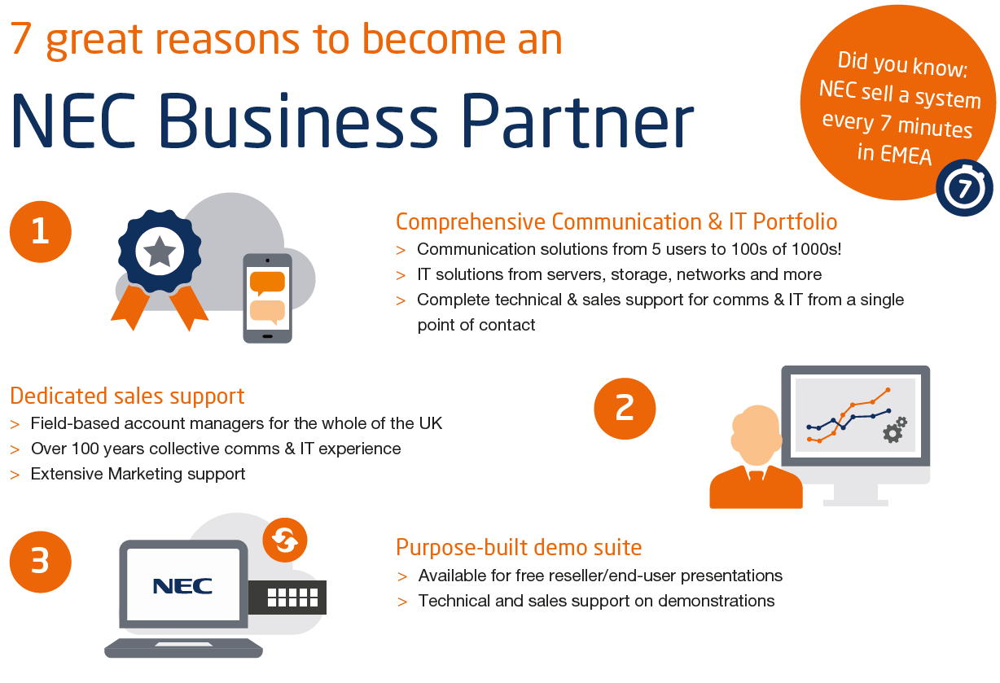 7 great reasons to become an
NEC Business Partner
Did you know:
NEC sell a system
every 7 minutes
in EMEA
7
1
Comprehensive Communication & IT Portfolio
> Communication solutions from 5 users to 100s of 1000s!
> IT solutions from servers, storage, networks and more
> Complete technical & sales support for comms & IT from a single
point of contact
Dedicated sales support
> Field-based account managers for the whole of the UK
> Over 100 years collective comms & IT experience
> Extensive Marketing support
2
3
NEC
Purpose-built demo suite
> Available for free reseller/end-user presentations
> Technical and sales support on demonstrations